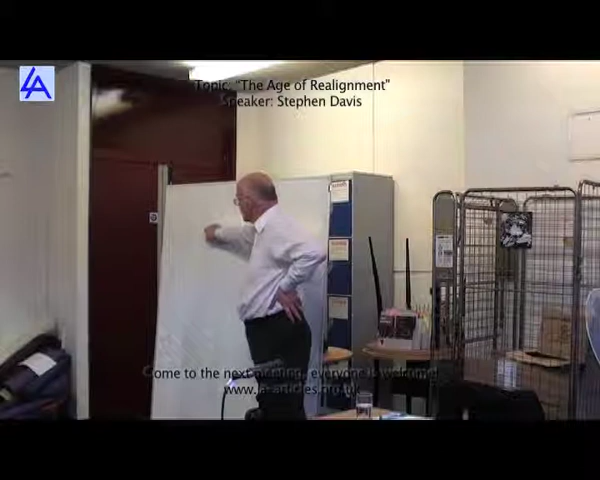 LA
Topic: "The Age of Realignment"
Speaker: Stephen Davis
Come to the next meeting, everyone is welcome!
www.la-articles.org.uk